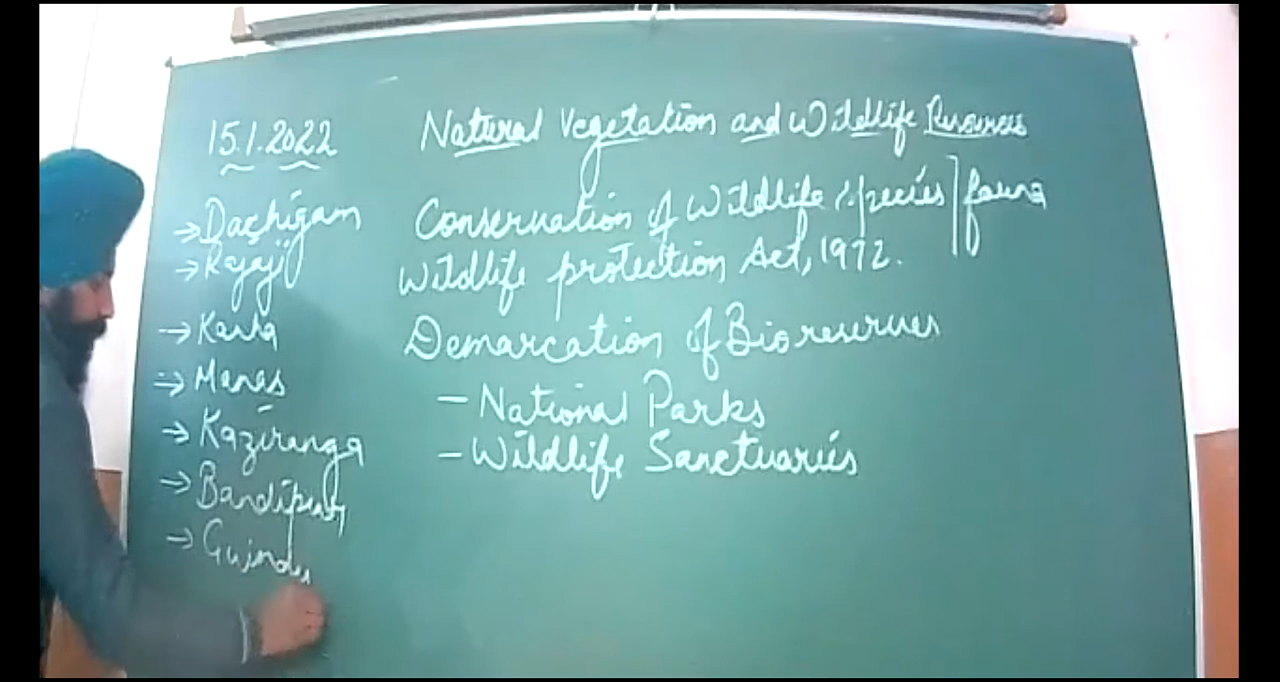 15.1.2022
Natural Vegetation and Wildlife Resources
→ Dachigam
→ Rajaji
→ Kanha
→ Manas
→ Kaziranga
→ Bandipur
→ Guindy
Conservation of Wildlife species / fauna
Wildlife protection Act, 1972.
Demarcation of Bioreserves
- National Parks
- Wildlife Sanctuaries